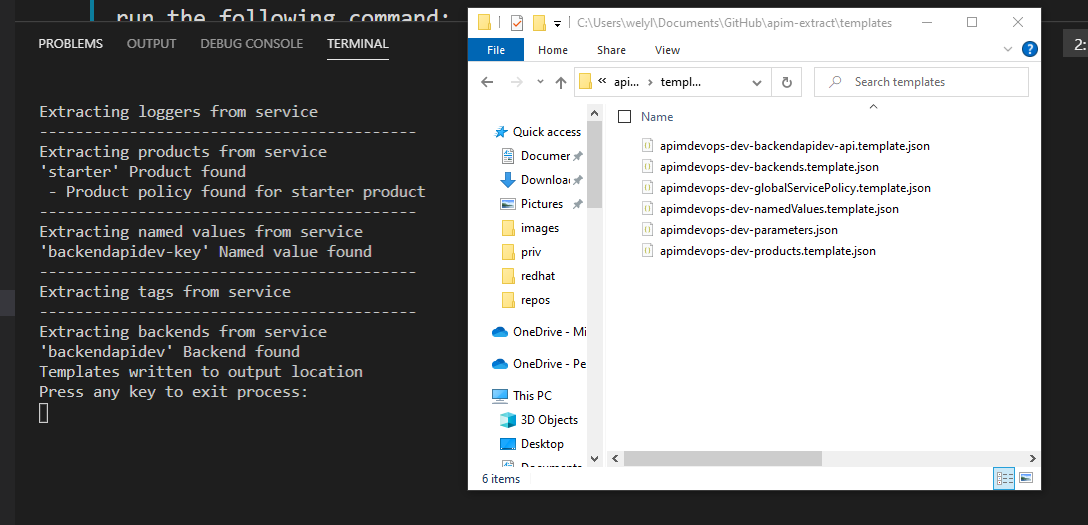 run the following command:
PROBLEMS OUTPUT DEBUG CONSOLE TERMINAL
Extracting loggers from service
------------------------------------------
Extracting products from service
'starter' Product found
- Product policy found for starter product
------------------------------------------
Extracting named values from service
'backendapidev-key' Named value found
------------------------------------------
Extracting tags from service
------------------------------------------
Extracting backends from service
'backendapidev' Backend found
Templates written to output location
Press any key to exit process:
C:\Users\welyl\Documents\GitHub\apim-extract\templates
File Home Share View
« api... › templ...
Search templates
Quick access
Documer
Downloac
Pictures
images
priv
redhat
repos
OneDrive - Mi
OneDrive - Pe
This PC
3D Objects
Desktop
Documents
Name
apimdevops-dev-backendapidev-api.template.json
apimdevops-dev-backends.template.json
apimdevops-dev-globalServicePolicy.template.json
apimdevops-dev-namedValues.template.json
apimdevops-dev-parameters.json
apimdevops-dev-products.template.json
6 items
2: